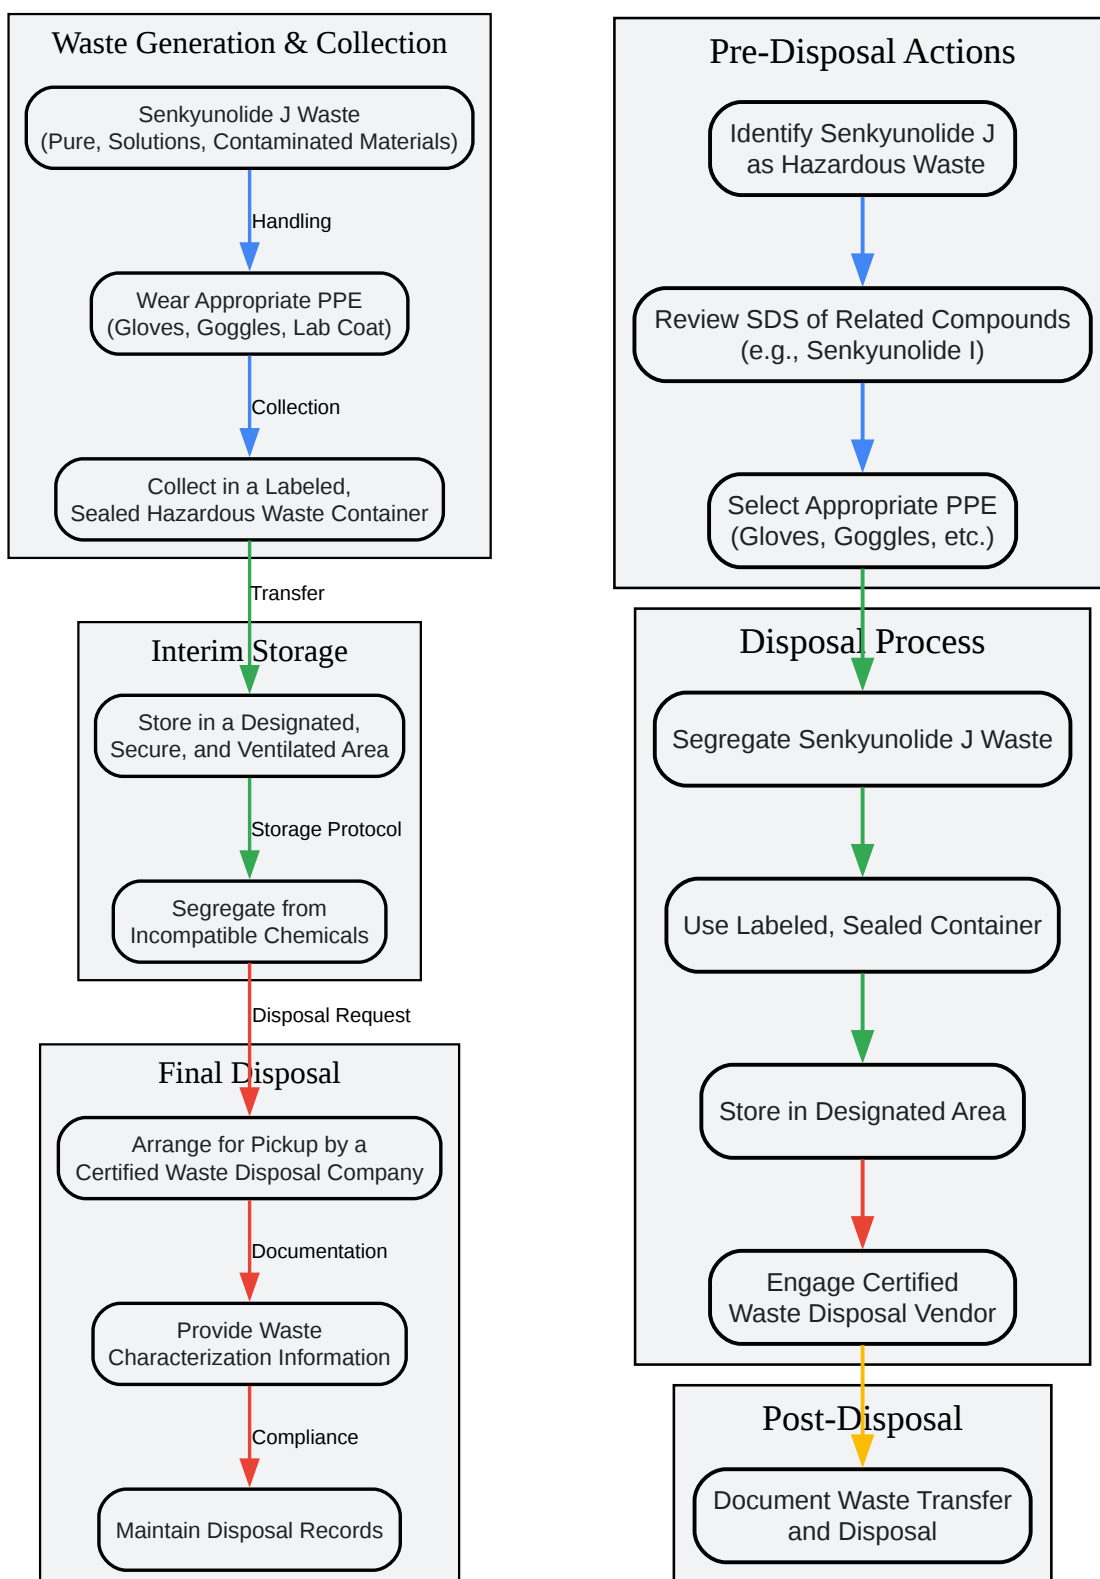 Waste Generation & Collection
Senkyunolide J Waste
(Pure, Solutions, Contaminated Materials)
Handling
Wear Appropriate PPE
(Gloves, Goggles, Lab Coat)
Collection
Collect in a Labeled,
Sealed Hazardous Waste Container
Transfer
Interim Storage
Store in a Designated,
Secure, and Ventilated Area
Storage Protocol
Segregate from
Incompatible Chemicals
Disposal Request
Final Disposal
Arrange for Pickup by a
Certified Waste Disposal Company
Documentation
Provide Waste
Characterization Information
Compliance
Maintain Disposal Records
Pre-Disposal Actions
Identify Senkyunolide J
as Hazardous Waste
Review SDS of Related Compounds
(e.g., Senkyunolide I)
Select Appropriate PPE
(Gloves, Goggles, etc.)
Disposal Process
Segregate Senkyunolide J Waste
Use Labeled, Sealed Container
Store in Designated Area
Engage Certified
Waste Disposal Vendor
Post-Disposal
Document Waste Transfer
and Disposal